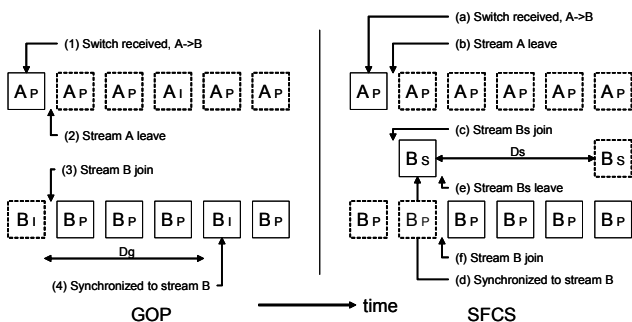 (1) Switch received, A->B
AP AP AP AI AP AP
(2) Stream A leave
(3) Stream B join
BI BP BP BP BI BP
Dg
(4) Synchronized to stream B
GOP
(a) Switch received, A->B
(b) Stream A leave
AP AP AP AP AP AP
(c) Stream Bs join
BS Ds BS
(e) Stream Bs leave
BP BP BP BP BP BP
(f) Stream B join
(d) Synchronized to stream B
time
SFCS